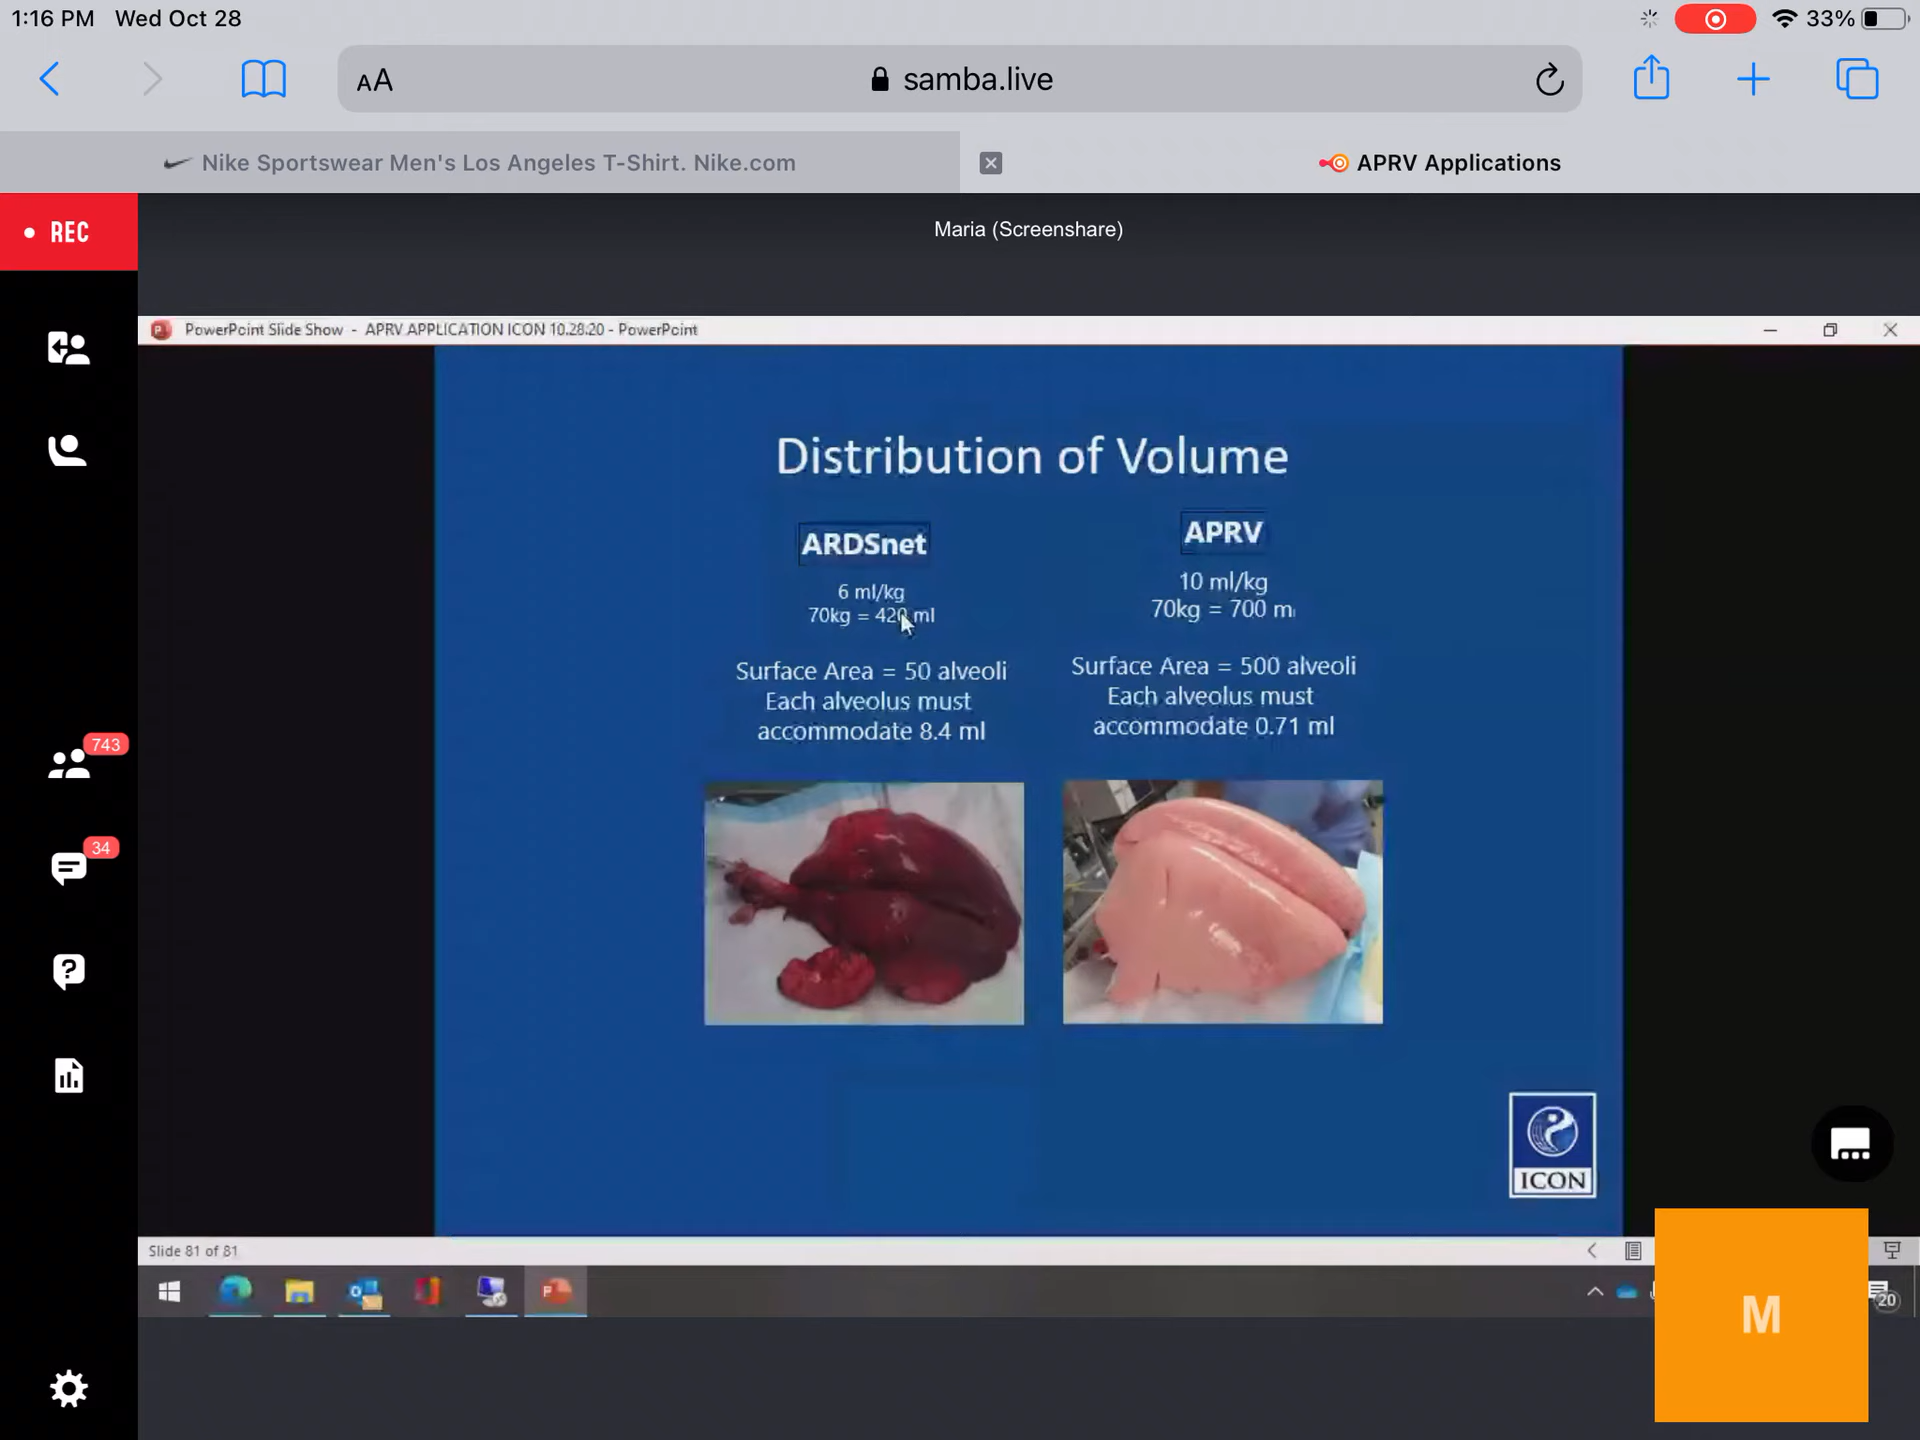 1:16 PM Wed Oct 28
33%
AA
samba.live
Nike Sportswear Men's Los Angeles T-Shirt. Nike.com
APRV Applications
REC
Maria (Screenshare)
PowerPoint Slide Show - APRV APPLICATION ICON 10.28.20 - PowerPoint
Distribution of Volume
ARDSnet
6 ml/kg
70kg = 420 ml
Surface Area = 50 alveoli
Each alveolus must
accommodate 8.4 ml
APRV
10 ml/kg
70kg = 700 m
Surface Area = 500 alveoli
Each alveolus must
accommodate 0.71 ml
743
34
ICON
Slide 81 of 81
20
M